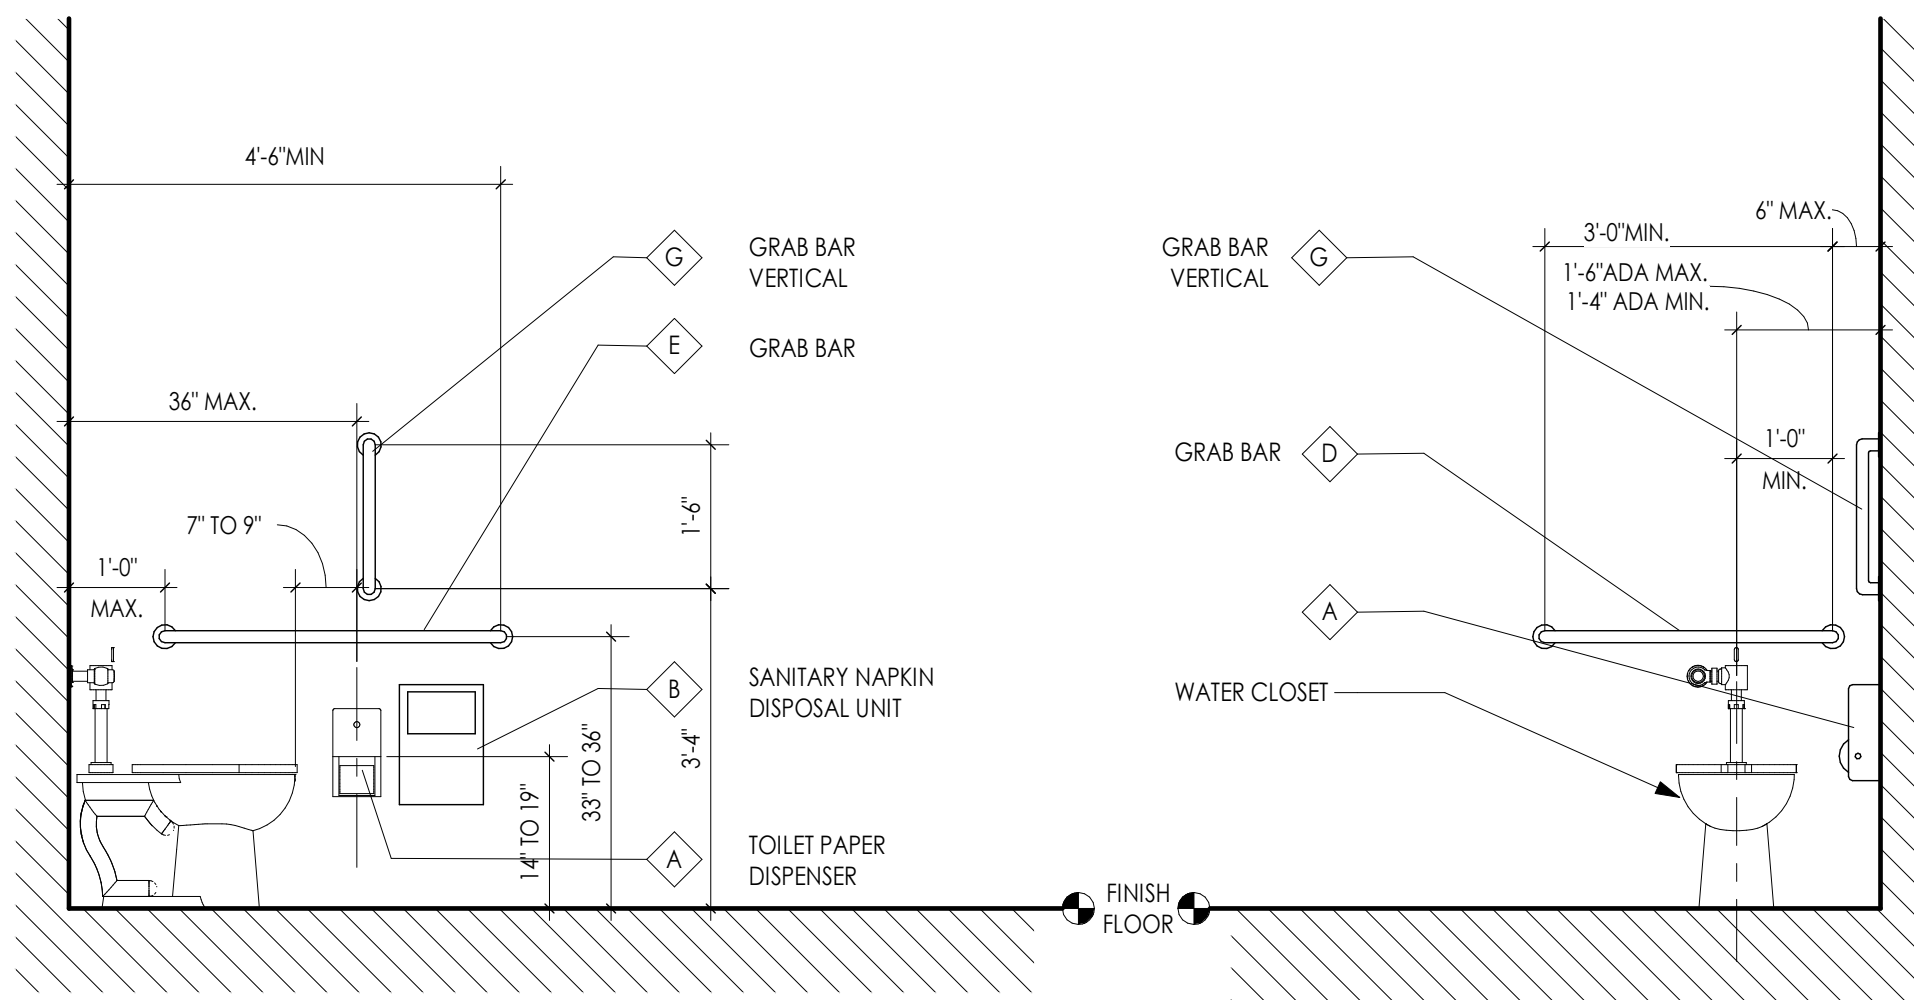 4'-6"MIN
G
GRAB BAR
VERTICAL
E
GRAB BAR
36" MAX.
1'-6"
7" TO 9"
1'-0"
MAX.
SANITARY NAPKIN
DISPOSAL UNIT
B
3'-4"
33" TO 36"
14" TO 19"
A
TOILET PAPER
DISPENSER
FINISH
FLOOR
6" MAX.
3'-0"MIN.
GRAB BAR
VERTICAL
G
1'-6"ADA MAX.
1'-4" ADA MIN.
1'-0"
MIN.
GRAB BAR
D
A
WATER CLOSET